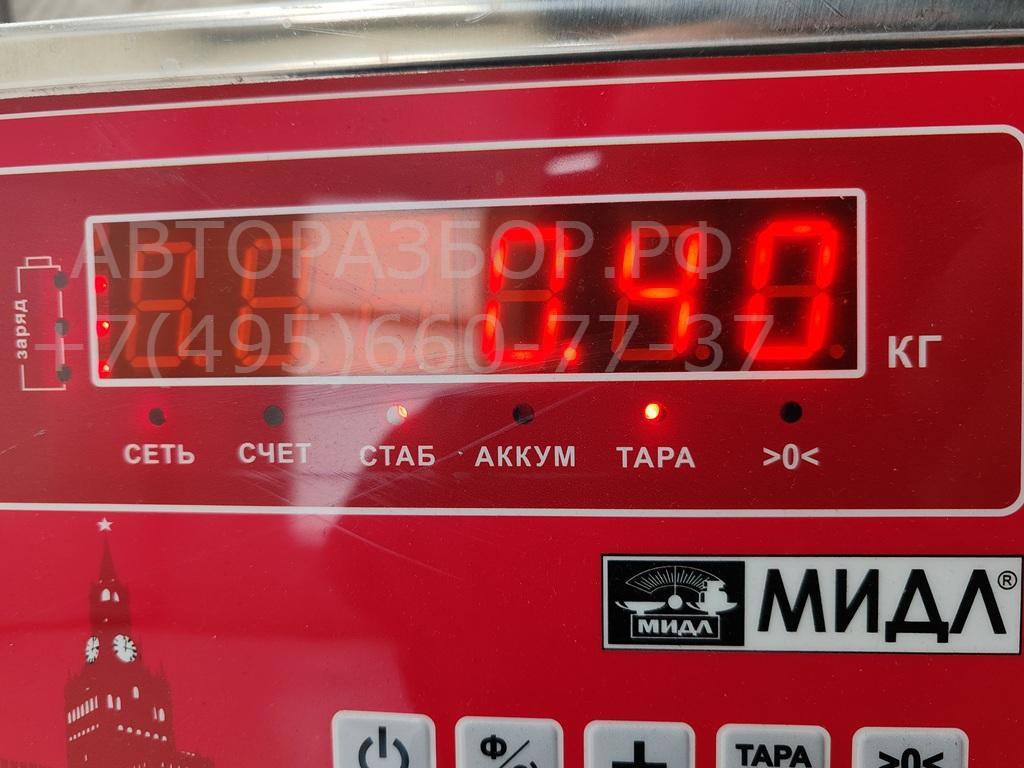 АВТОРАЗБОР.РФ
+7(495)660-77-37
0.40
КГ
заряд
СЕТЬ СЧЕТ СТАБ АККУМ ТАРА >0<
МИДЛ
МИДЛ®
Ф/
+
ТАРА
>0<